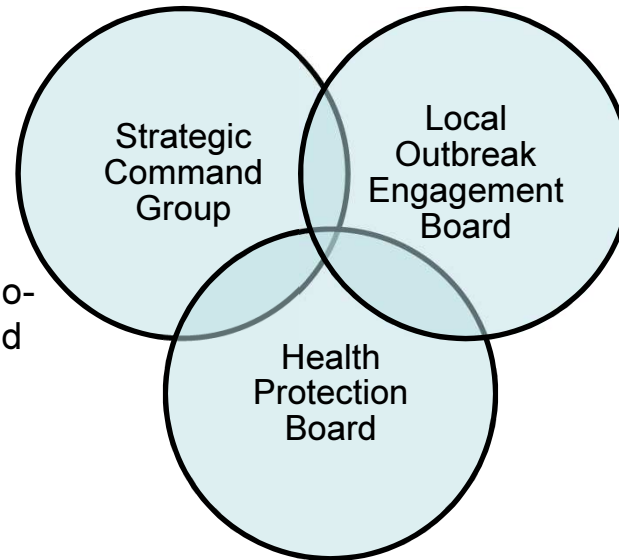 Strategic
Command
Group
Local
Outbreak
Engagement
Board
o-
d
Health
Protection
Board